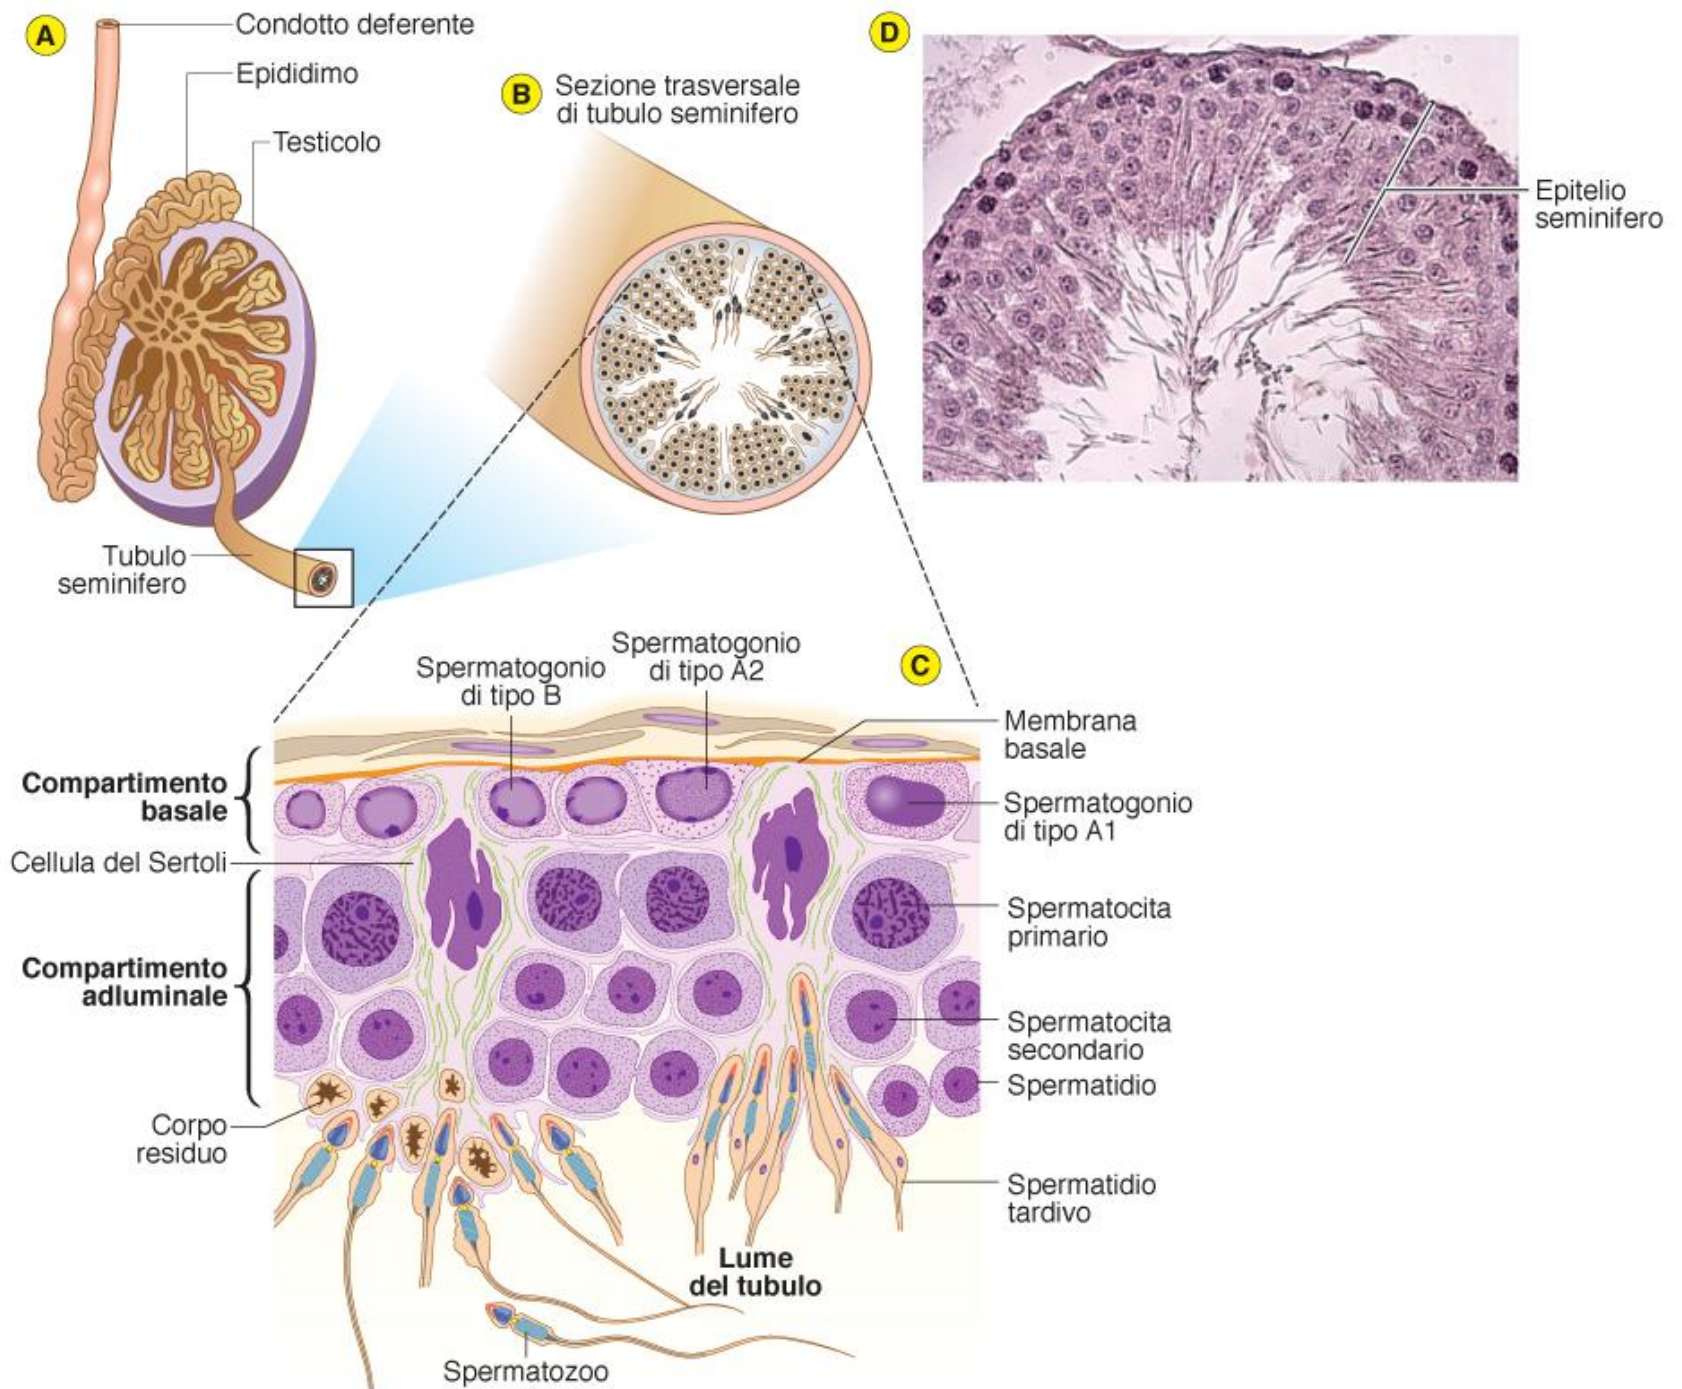 A
Condotto deferente
Epididimo
Testicolo
Tubulo
seminifero
B
Sezione trasversale
di tubulo seminifero
D
Epitelio
seminifero
C
Spermatogonio
di tipo B
Spermatogonio
di tipo A2
Membrana
basale
Compartimento
basale
Spermatogonio
di tipo A1
Cellula del Sertoli
Spermatocita
primario
Compartimento
adluminale
Spermatocita
secondario
Spermatidio
Corpo
residuo
Spermatidio
tardivo
Lume
del tubulo
Spermatozoo